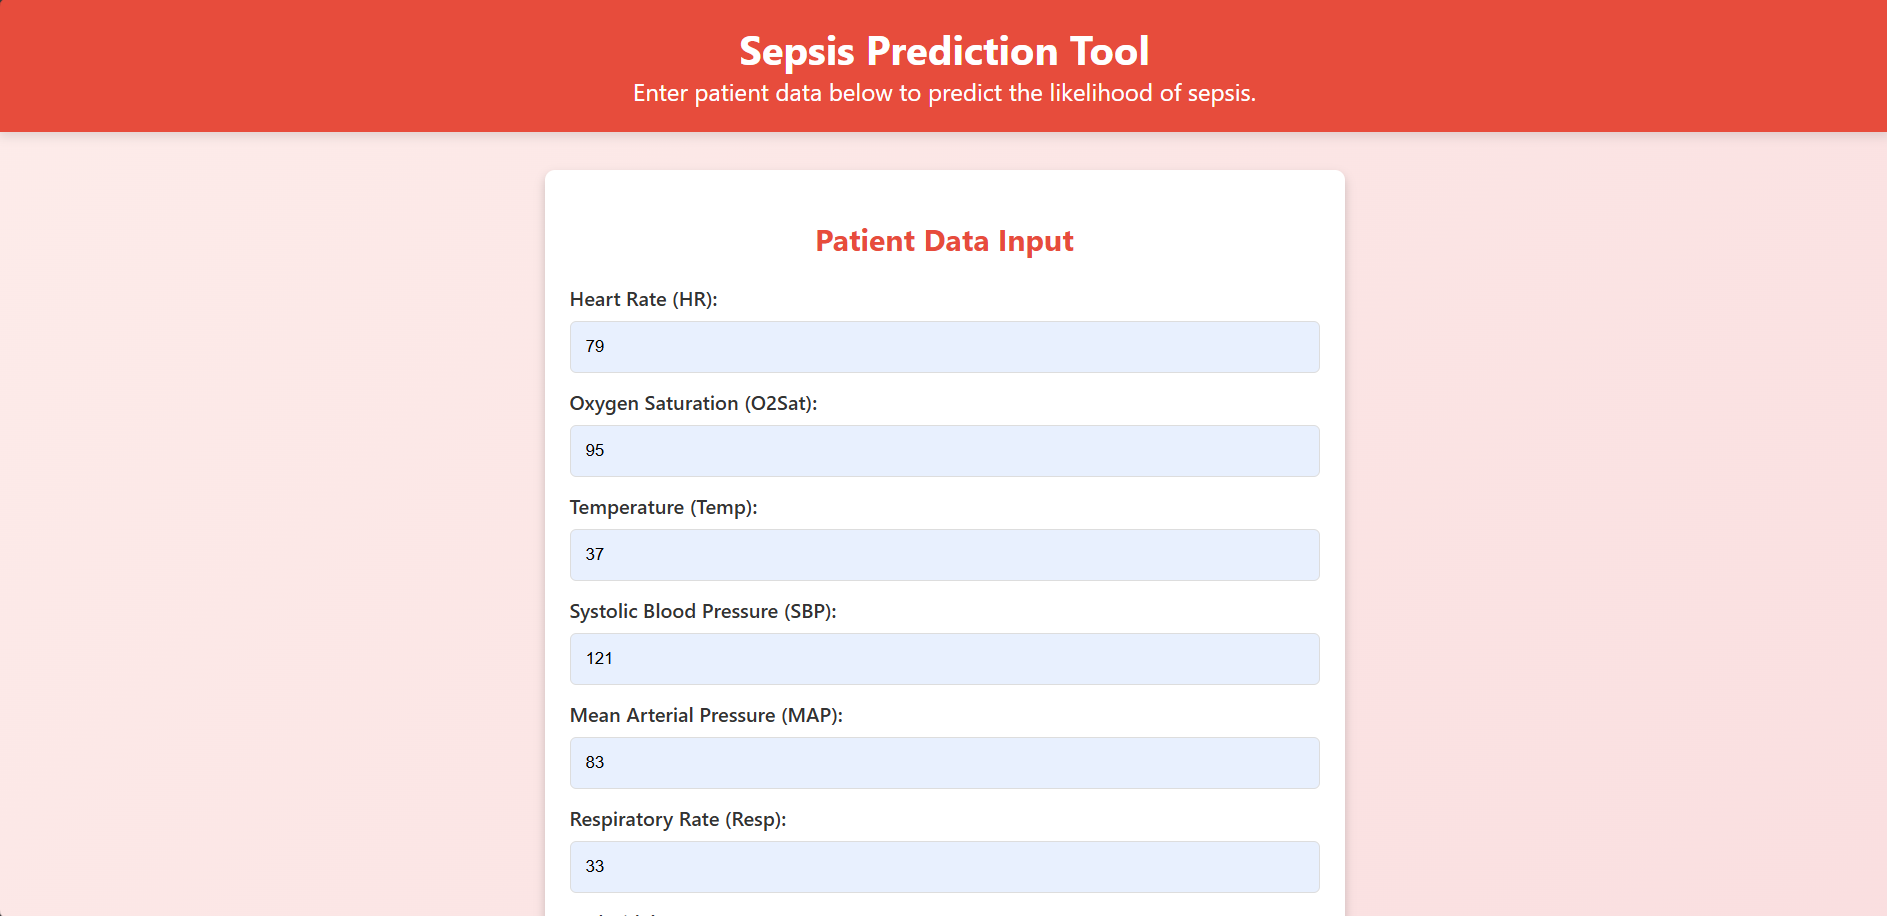 Sepsis Prediction Tool
Enter patient data below to predict the likelihood of sepsis.
Patient Data Input
Heart Rate (HR):
79
Oxygen Saturation (O2Sat):
95
Temperature (Temp):
37
Systolic Blood Pressure (SBP):
121
Mean Arterial Pressure (MAP):
83
Respiratory Rate (Resp):
33